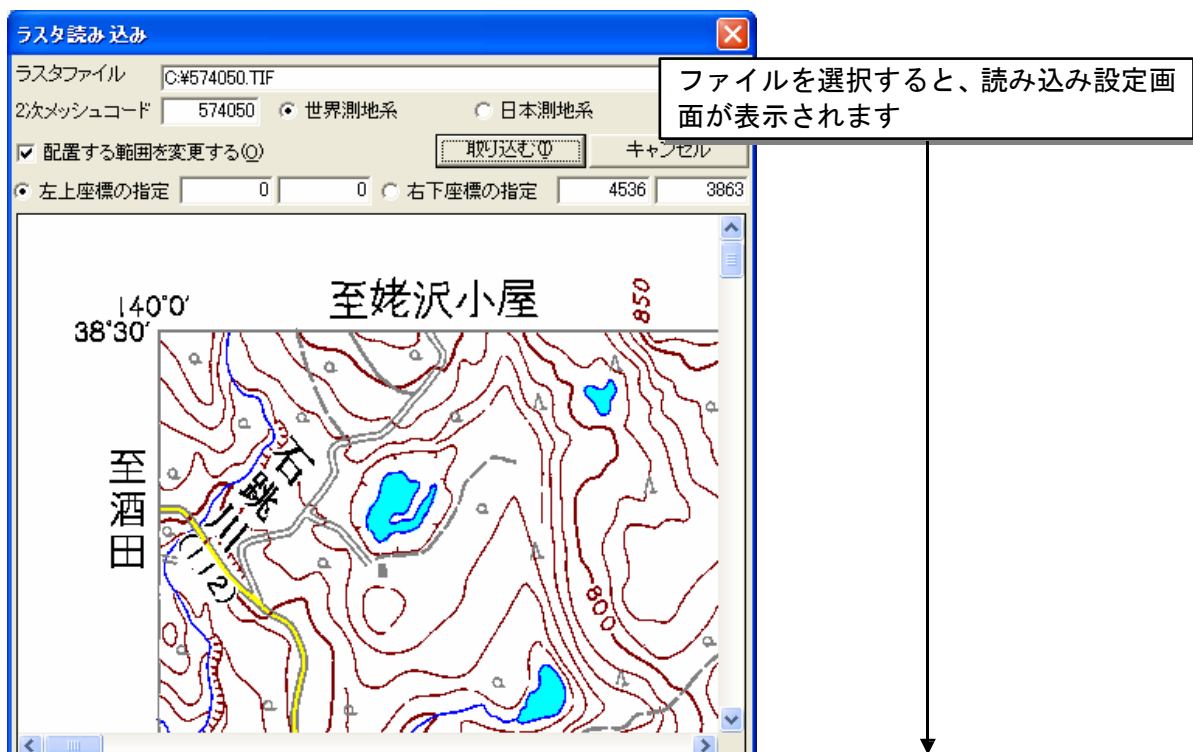 ラスタ読み込み
ラスタファイル C:¥574050.TIF
ファイルを選択すると、読み込み設定画
面が表示されます
2次メッシュコード 574050 世界測地系 日本測地系
配置する範囲を変更する(O) 取り込む(I) キャンセル
左上座標の指定 0 0 右下座標の指定 4536 3863
140°0′
38°30′
至姥沢小屋
850
至酒田
石跳川
(112)
800